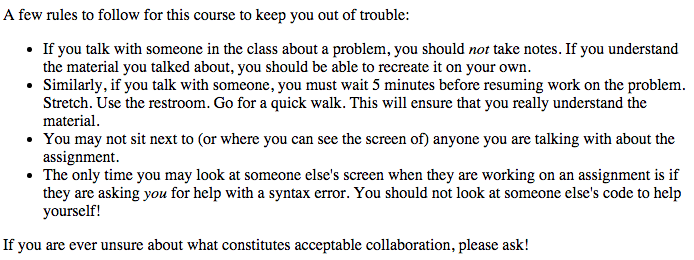 A few rules to follow for this course to keep you out of trouble:
• If you talk with someone in the class about a problem, you should not take notes. If you understand
the material you talked about, you should be able to recreate it on your own.
• Similarly, if you talk with someone, you must wait 5 minutes before resuming work on the problem.
Stretch. Use the restroom. Go for a quick walk. This will ensure that you really understand the
material.
• You may not sit next to (or where you can see the screen of) anyone you are talking with about the
assignment.
• The only time you may look at someone else's screen when they are working on an assignment is if
they are asking you for help with a syntax error. You should not look at someone else's code to help
yourself!
If you are ever unsure about what constitutes acceptable collaboration, please ask!